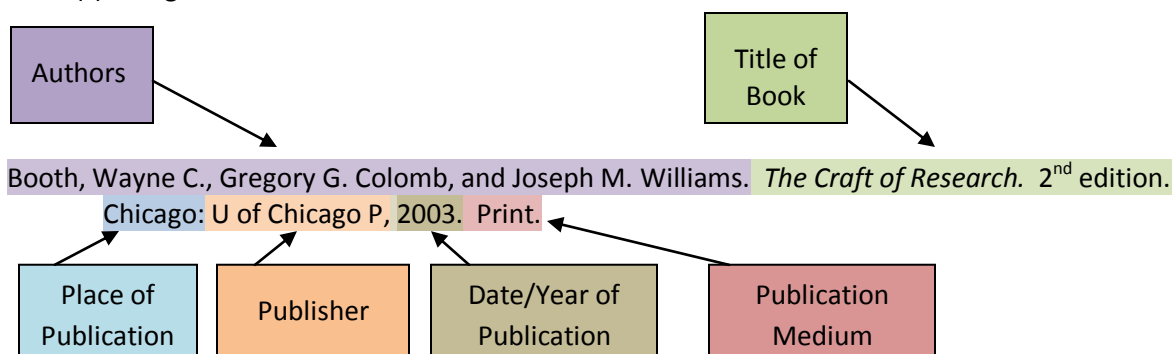 Authors
Title of
Book
Booth, Wayne C., Gregory G. Colomb, and Joseph M. Williams. The Craft of Research. 2nd edition.
Chicago: U of Chicago P, 2003. Print.
Place of
Publication
Publisher
Date/Year of
Publication
Publication
Medium